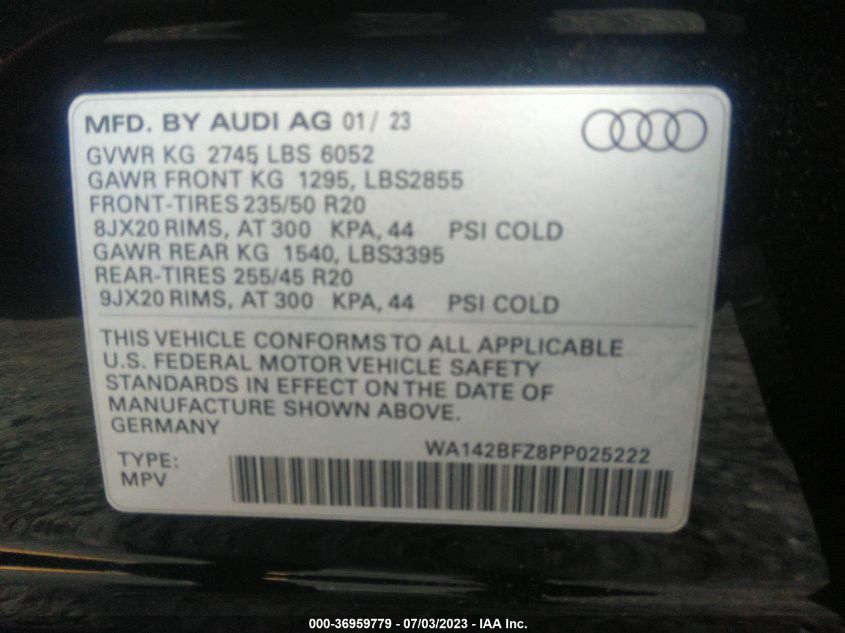 MFD. BY AUDI AG 01/ 23
GVWR KG 2745 LBS 6052
GAWR FRONT KG 1295, LBS2855
FRONT-TIRES 235/50 R20
8JX20 RIMS, AT 300 KPA, 44 PSI COLD
GAWR REAR KG 1540, LBS3395
REAR-TIRES 255/45 R20
9JX20 RIMS, AT 300 KPA, 44 PSI COLD
THIS VEHICLE CONFORMS TO ALL APPLICABLE
U.S. FEDERAL MOTOR VEHICLE SAFETY
STANDARDS IN EFFECT ON THE DATE OF
MANUFACTURE SHOWN ABOVE.
GERMANY
WA142BFZ8PP025222
TYPE:
MPV
000-36959779 - 07/03/2023 - IAA Inc.